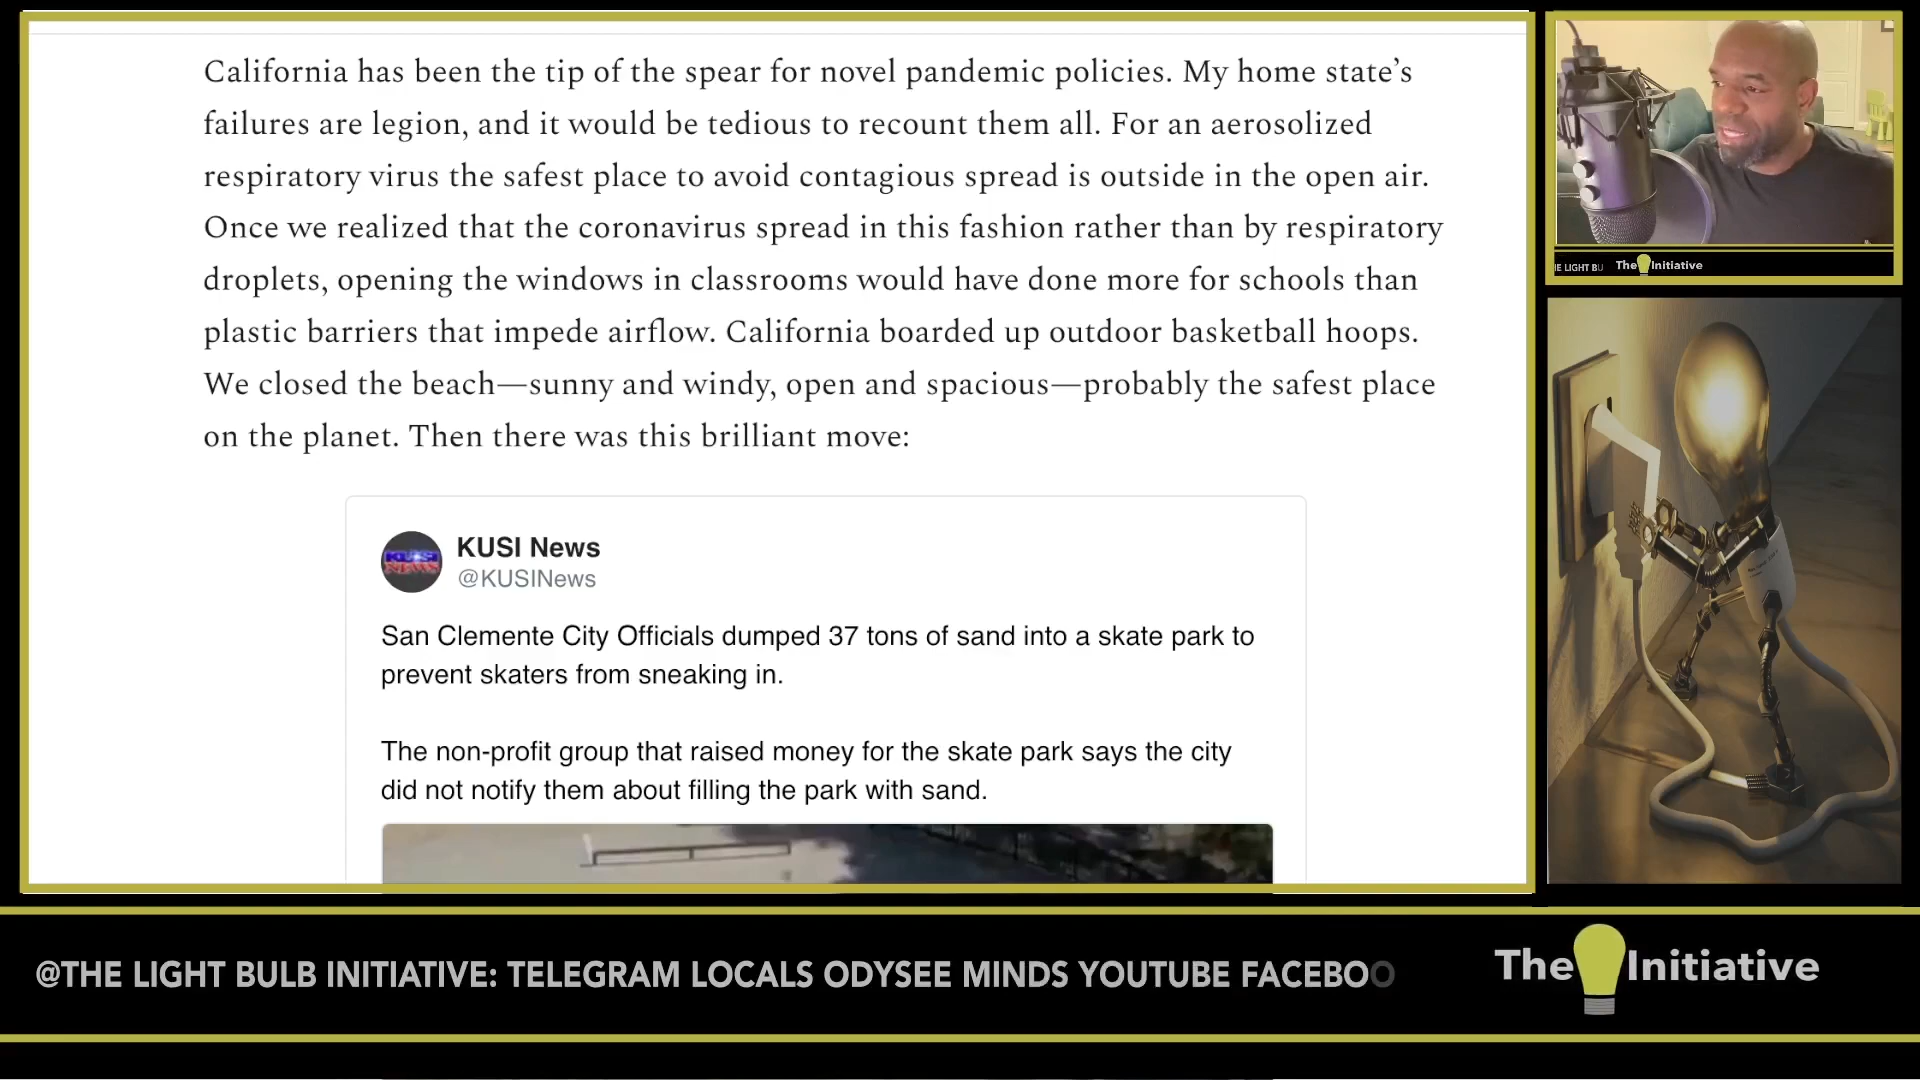 California has been the tip of the spear for novel pandemic policies. My home state’s
failures are legion, and it would be tedious to recount them all. For an aerosolized
respiratory virus the safest place to avoid contagious spread is outside in the open air.
Once we realized that the coronavirus spread in this fashion rather than by respiratory
droplets, opening the windows in classrooms would have done more for schools than
plastic barriers that impede airflow. California boarded up outdoor basketball hoops.
We closed the beach—sunny and windy, open and spacious—probably the safest place
on the planet. Then there was this brilliant move:
KUSI News
@KUSINews
San Clemente City Officials dumped 37 tons of sand into a skate park to
prevent skaters from sneaking in.
The non-profit group that raised money for the skate park says the city
did not notify them about filling the park with sand.
KUSI NEWS
HE LIGHT BU The Initiative
@THE LIGHT BULB INITIATIVE: TELEGRAM LOCALS ODYSEE MINDS YOUTUBE FACEBOO
The Initiative